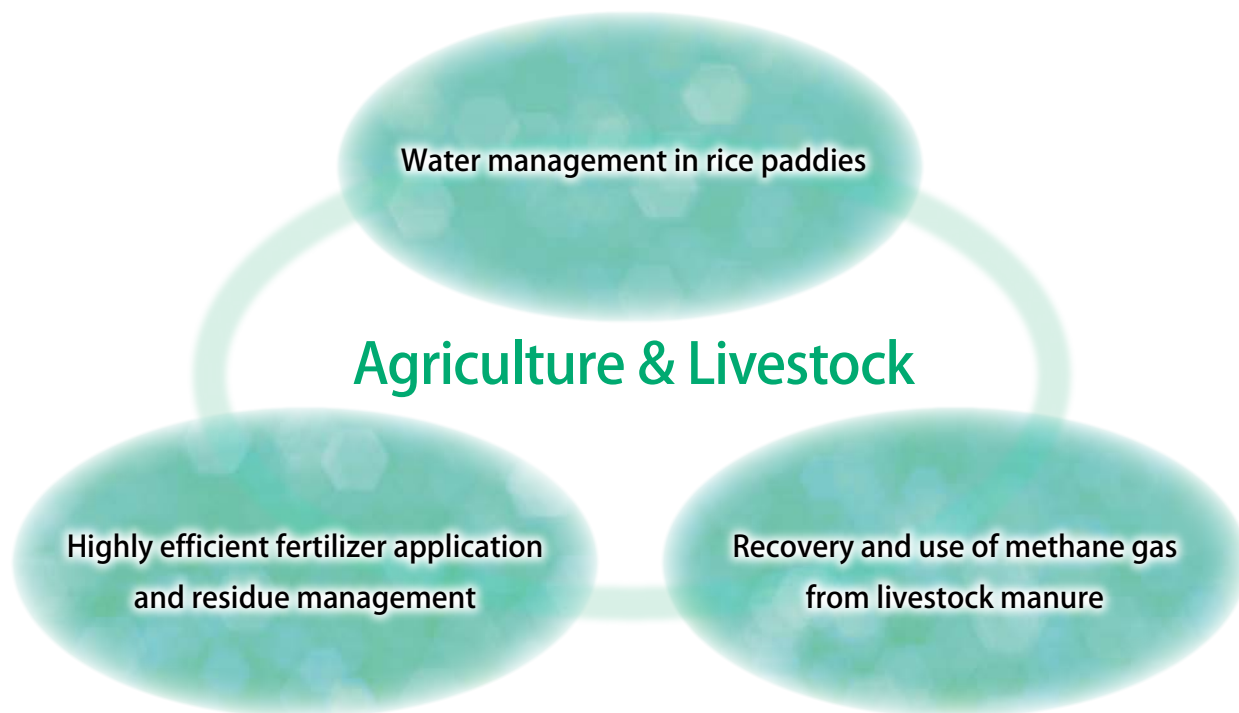 Water management in rice paddies
Agriculture & Livestock
Highly efficient fertilizer application
and residue management
Recovery and use of methane gas
from livestock manure